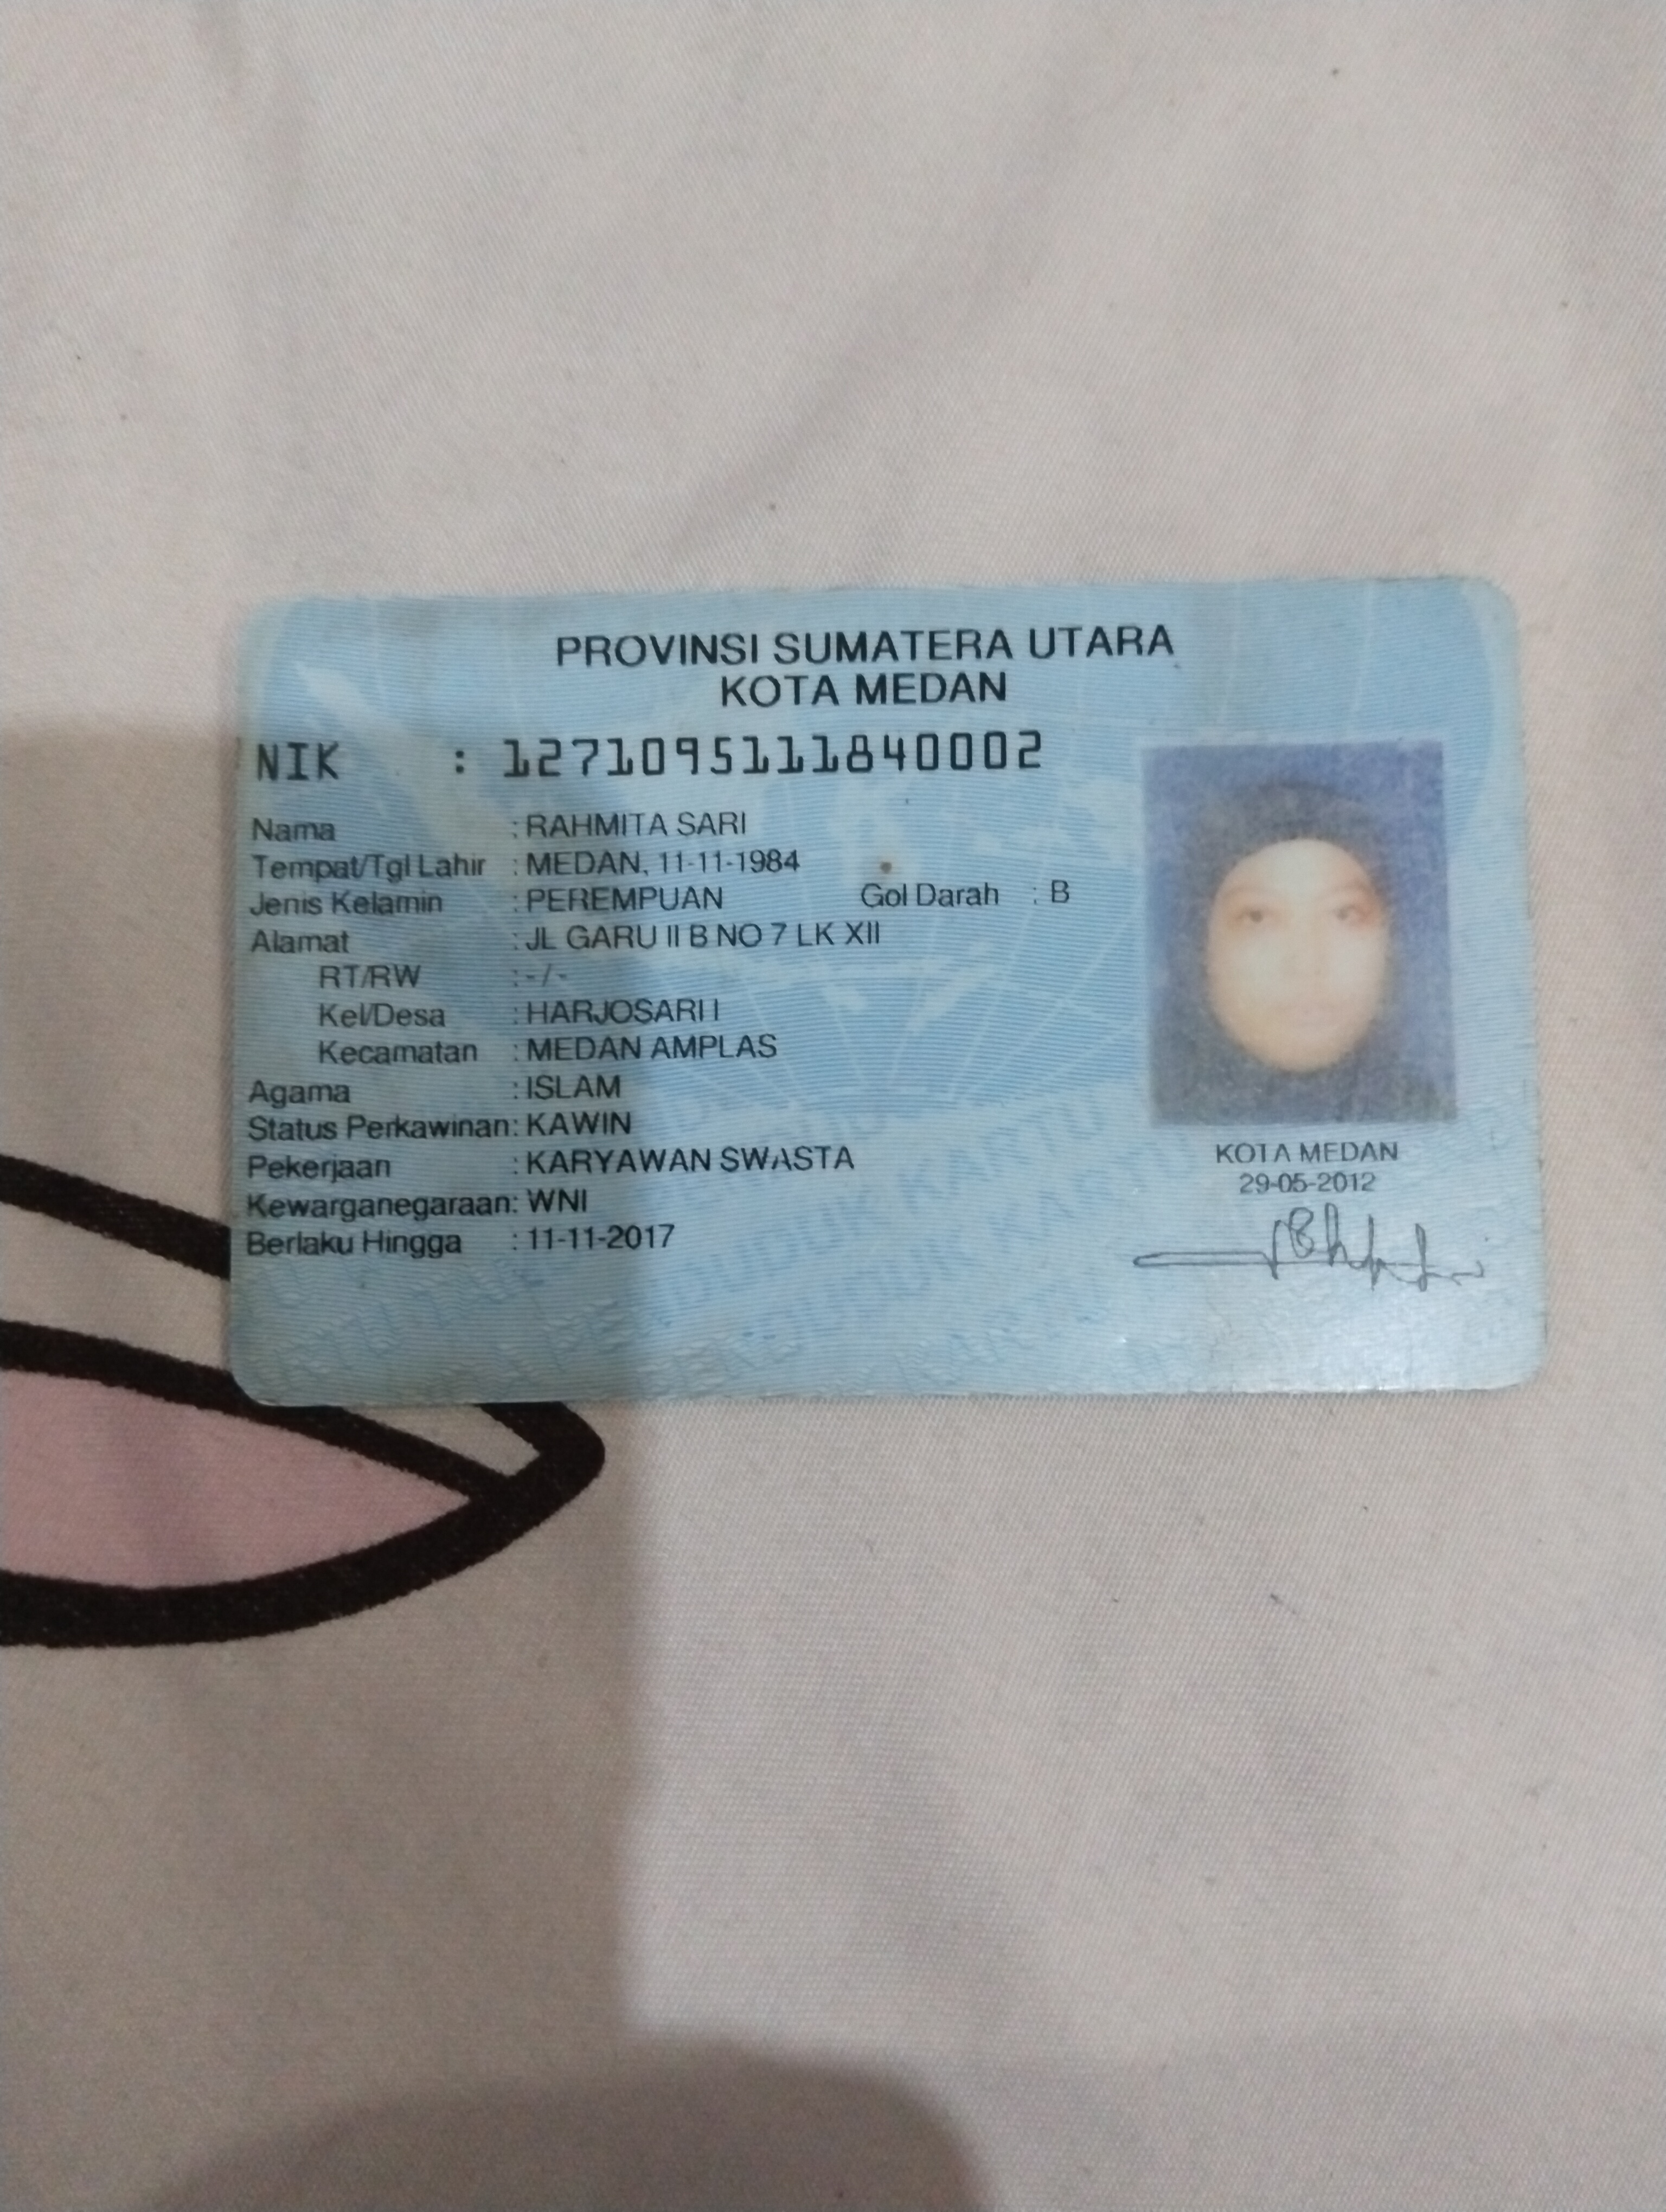 PROVINSI SUMATERA UTARA
KOTA MEDAN
NIK : 1271095111840002
Nama : RAHMITA SARI
Tempat/Tgl Lahir : MEDAN, 11-11-1984
Jenis Kelamin : PEREMPUAN Gol Darah : B
Alamat : JL GARU II B NO 7 LK XII
RT/RW : -/-
Kel/Desa : HARJOSARI I
Kecamatan : MEDAN AMPLAS
Agama : ISLAM
Status Perkawinan: KAWIN
Pekerjaan : KARYAWAN SWASTA
Kewarganegaraan: WNI
Berlaku Hingga : 11-11-2017
KOTA MEDAN
29-05-2012